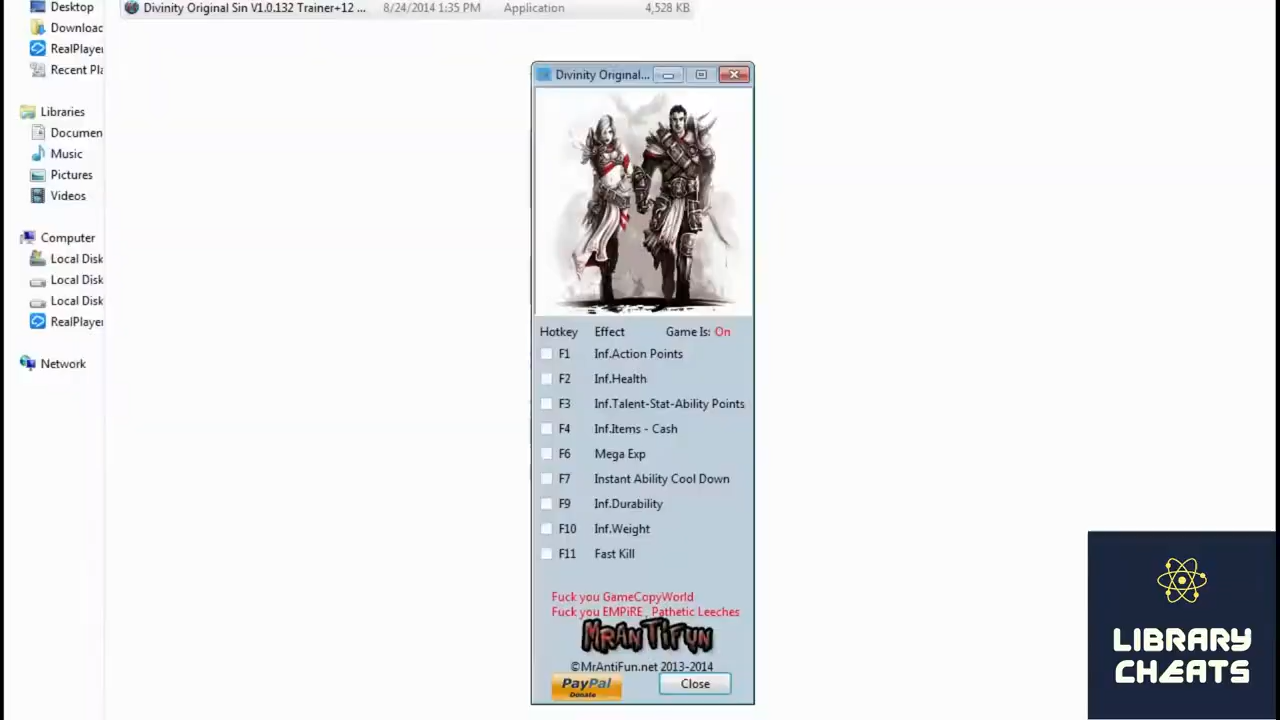 Desktop
Divinity Original Sin V1.0.132 Trainer+12 ...
8/24/2014 1:35 PM
Application
4,528 KB
Download
RealPlayer
Recent Pla
Libraries
Documen
Music
Pictures
Videos
Computer
Local Disk
Local Disk
Local Disk
RealPlayer
Network
Divinity Original...
Hotkey Effect Game Is: On
F1 Inf.Action Points
F2 Inf.Health
F3 Inf.Talent-Stat-Ability Points
F4 Inf.Items - Cash
F6 Mega Exp
F7 Instant Ability Cool Down
F9 Inf.Durability
F10 Inf.Weight
F11 Fast Kill
Fuck you GameCopyWorld
Fuck you EMPiRE , Pathetic Leeches
MRANTIFUN
©MrAntiFun.net 2013-2014
PayPal
Donate
Close
LIBRARY
CHEATS